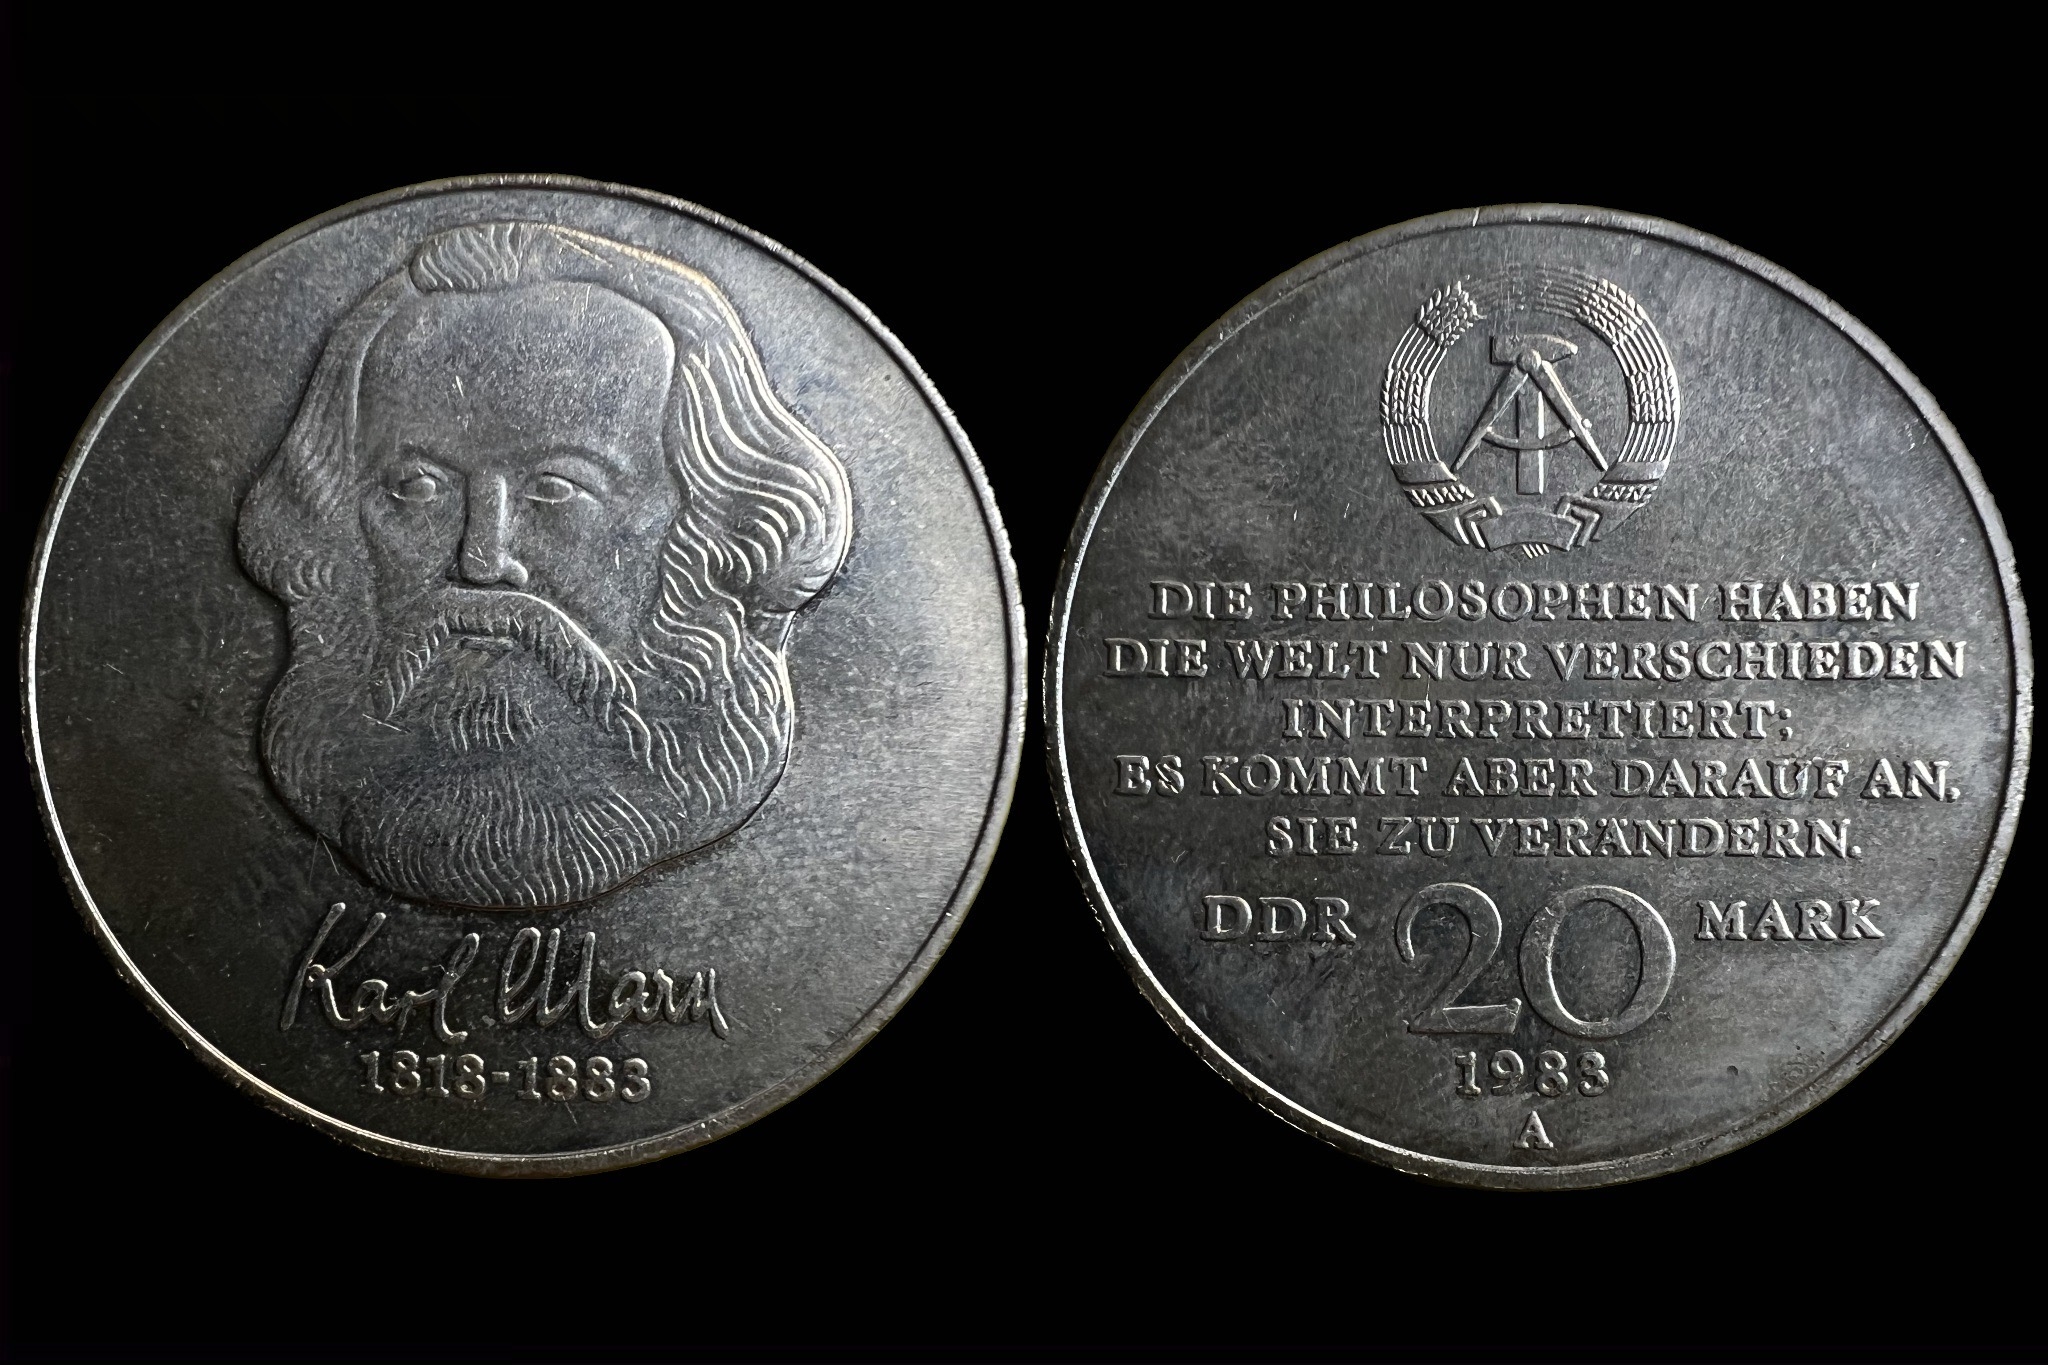 Karl Marx
1818-1883
DIE PHILOSOPHEN HABEN
DIE WELT NUR VERSCHIEDEN
INTERPRETIERT;
ES KOMMT ABER DARAUF AN,
SIE ZU VERÄNDERN.
DDR 20 MARK
1983
A